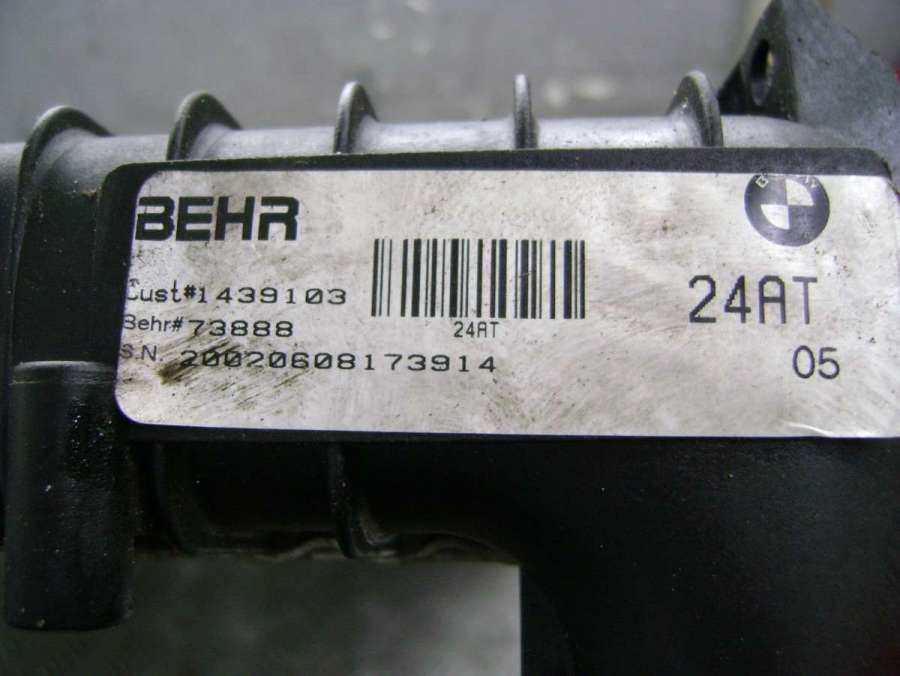 BEHR
Cust#1439103
Behr#73888
S.N. 20020608173914
24AT
24AT
05